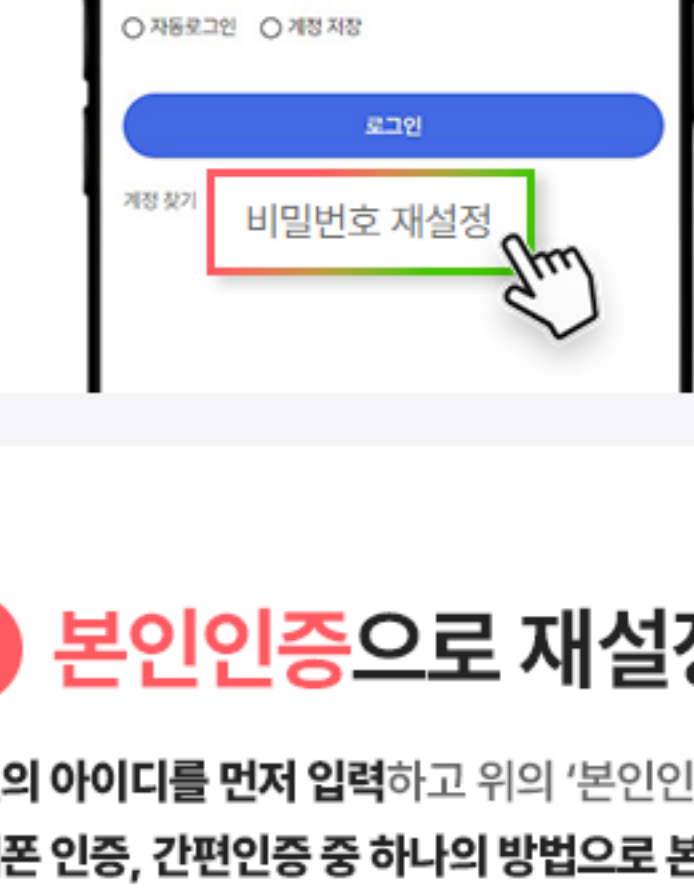 자동로그인 계정 저장
로그인
계정 찾기 비밀번호 재설정
본인인증으로 재설정
의 아이디를 먼저 입력하고 위의 ‘본인인
폰 인증, 간편인증 중 하나의 방법으로 본